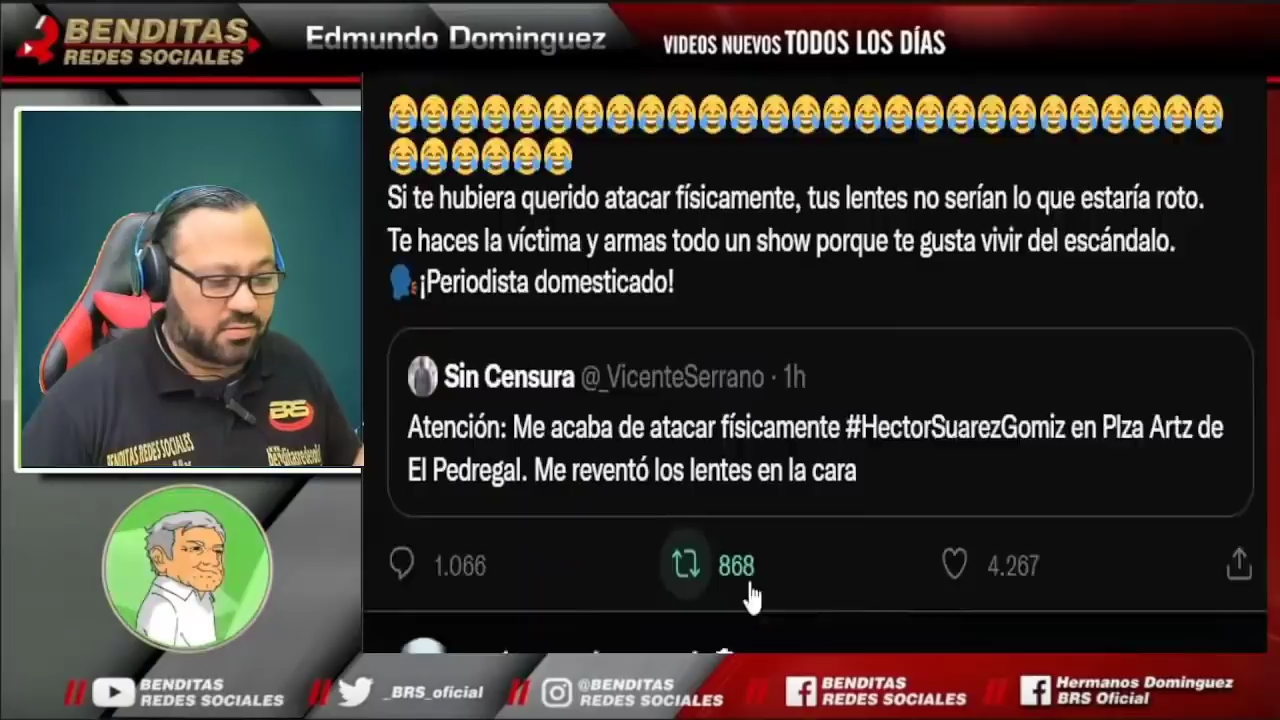 BENDITAS
REDES SOCIALES
Edmundo Dominguez
VIDEOS NUEVOS TODOS LOS DÍAS
😂😂😂😂😂😂😂😂😂😂😂😂😂😂😂😂😂😂😂😂😂😂😂😂😂😂😂
😂😂😂😂😂😂
Si te hubiera querido atacar físicamente, tus lentes no serían lo que estaría roto.
Te haces la víctima y armas todo un show porque te gusta vivir del escándalo.
🗣¡Periodista domesticado!
Sin Censura @_VicenteSerrano · 1h
Atención: Me acaba de atacar físicamente #HectorSuarezGomiz en Plza Artz de
El Pedregal. Me reventó los lentes en la cara
1.066 868 4.267
BRS
BENDITAS REDES SOCIALES
BENDITAS
REDES SOCIALES
_BRS_oficial
@BENDITAS
REDES SOCIALES
BENDITAS
REDES SOCIALES
Hermanos Dominguez
BRS Oficial